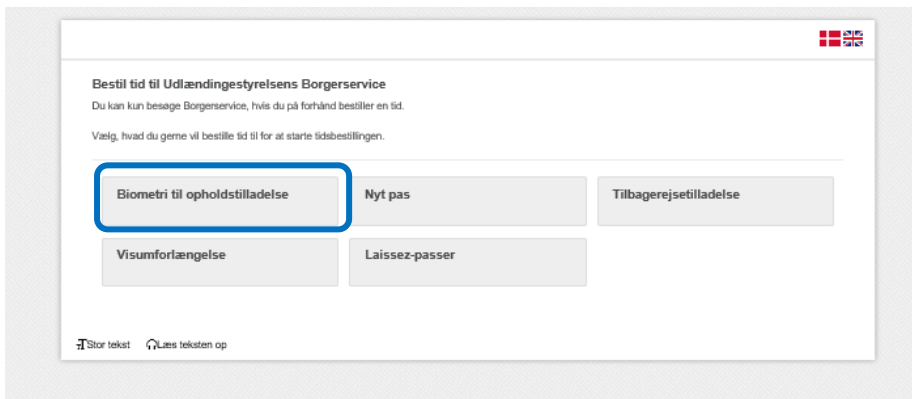 Bestil tid til Udlændingestyrelsens Borgerservice
Du kan kun besøge Borgerservice, hvis du på forhånd bestiller en tid.
Vælg, hvad du gerne vil bestille tid til for at starte tidsbestillingen.
Biometri til opholdstilladelse
Nyt pas
Tilbagerejsetilladelse
Visumforlængelse
Laissez-passer
Stor tekst
Læs teksten op